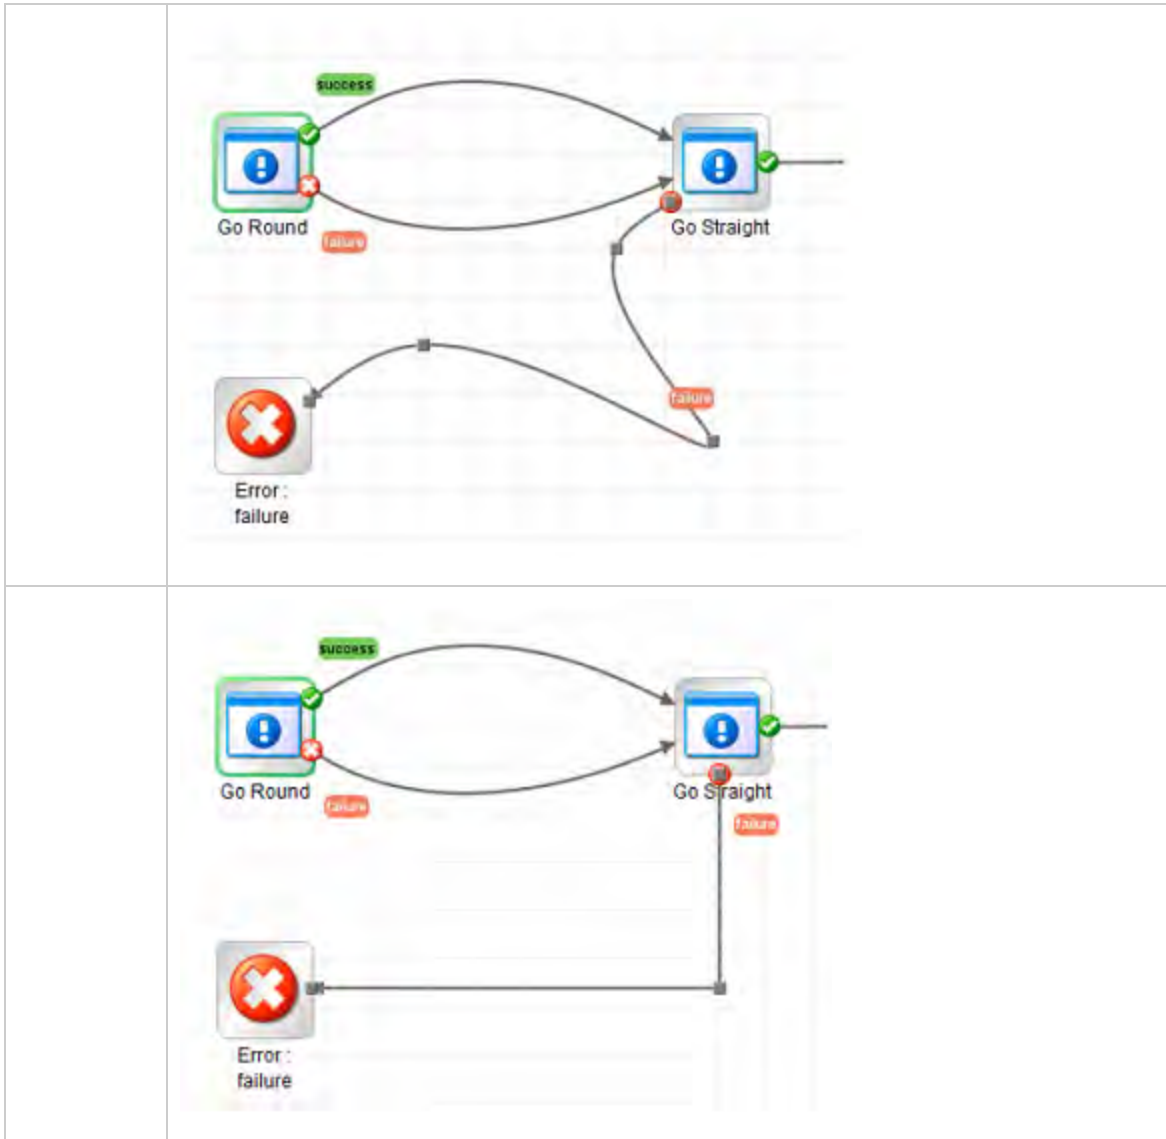 success
Go Round
Go Straight
failure
failure
Error :
failure
success
Go Round
Go Straight
failure
failure
Error :
failure